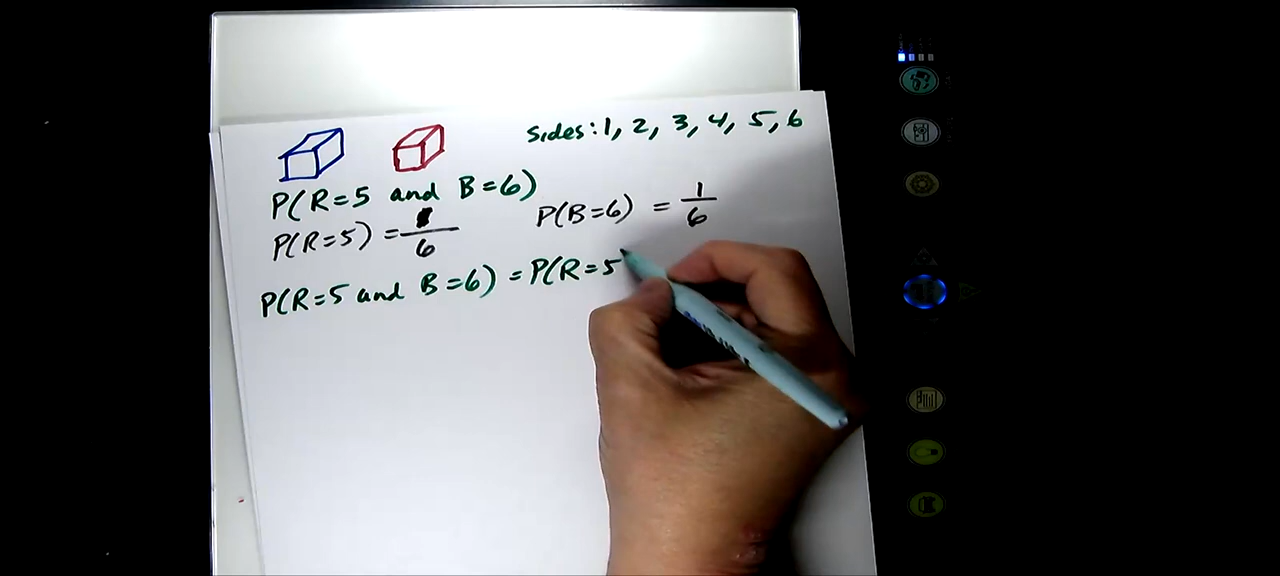 Sides: 1, 2, 3, 4, 5, 6
P(R=5 and B=6)
P(R=5) = 1/6
P(B=6) = 1/6
P(R=5 and B=6) = P(R=5